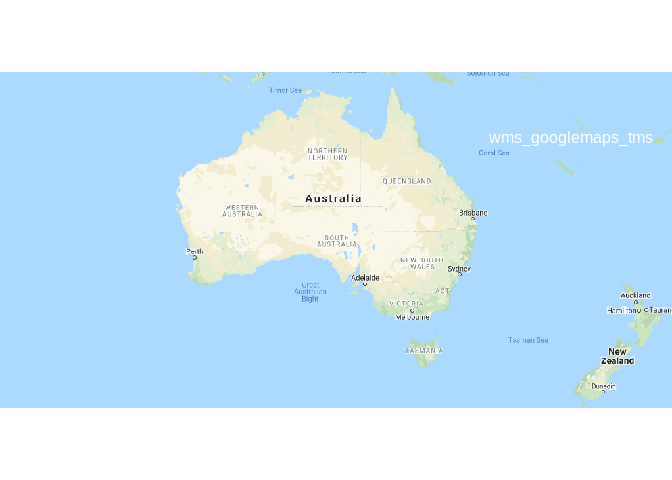 Solomon Sea
Timor Sea
wms_googlemaps_tms
Coral Sea
NORTHERN
TERRITORY
QUEENSLAND
Australia
WESTERN
AUSTRALIA
Brisbane
SOUTH
AUSTRALIA
Perth
NEW SOUTH
WALES
Sydney
Adelaide
Great
Australian
Bight
ACT
VICTORIA
Melbourne
Auckland
Hamilton
Tauran
Tasman Sea
TASMANIA
New
Zealand
Dunedin